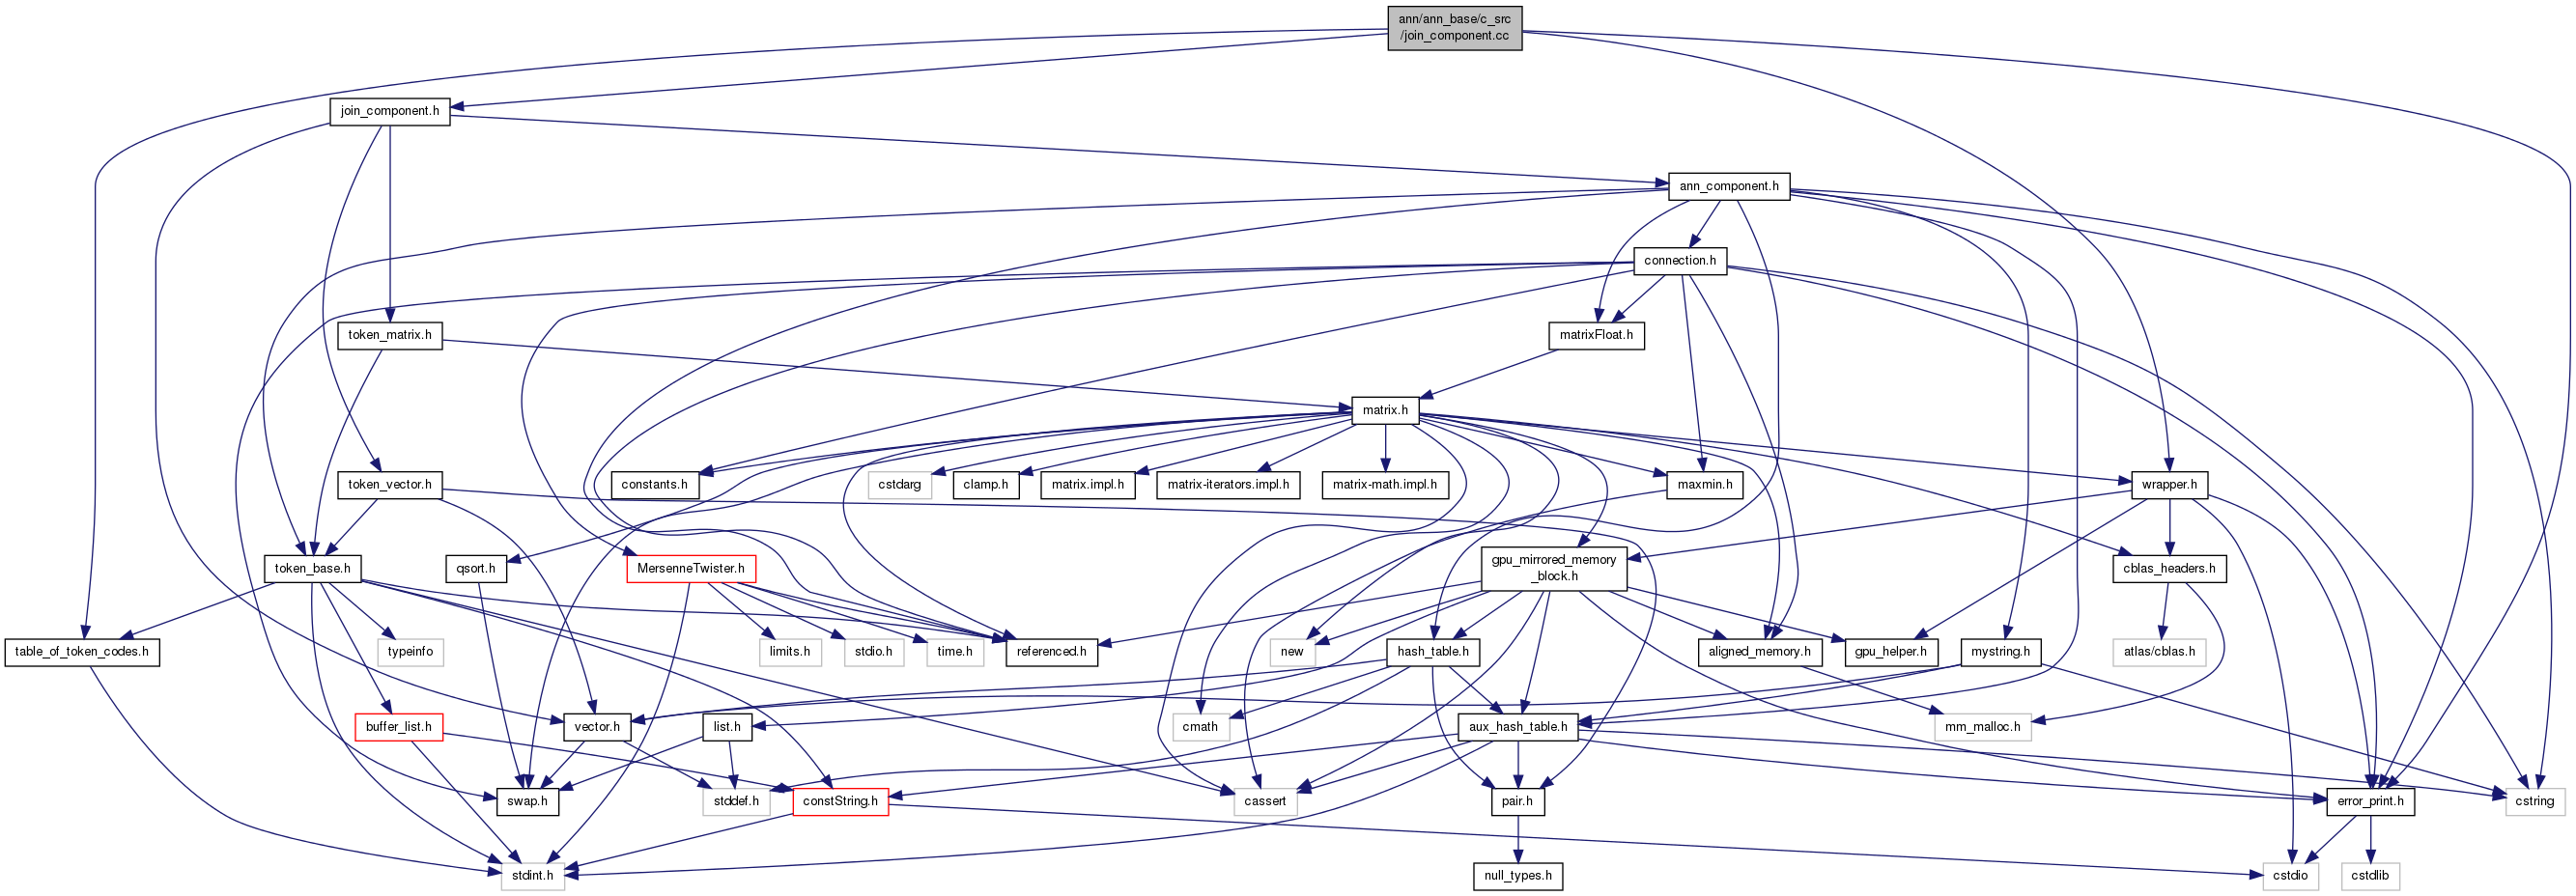 ann/ann_base/c_src
/join_component.cc
join_component.h
ann_component.h
connection.h
token_matrix.h
matrixFloat.h
matrix.h
token_vector.h
constants.h
cstdarg
clamp.h
matrix.impl.h
matrix-iterators.impl.h
matrix-math.impl.h
maxmin.h
wrapper.h
token_base.h
qsort.h
MersenneTwister.h
gpu_mirrored_memory
_block.h
cblas_headers.h
table_of_token_codes.h
typeinfo
limits.h
stdio.h
time.h
referenced.h
new
hash_table.h
aligned_memory.h
gpu_helper.h
mystring.h
atlas/cblas.h
buffer_list.h
vector.h
list.h
cmath
aux_hash_table.h
mm_malloc.h
swap.h
stddef.h
constString.h
cassert
pair.h
error_print.h
cstring
stdint.h
null_types.h
cstdio
cstdlib